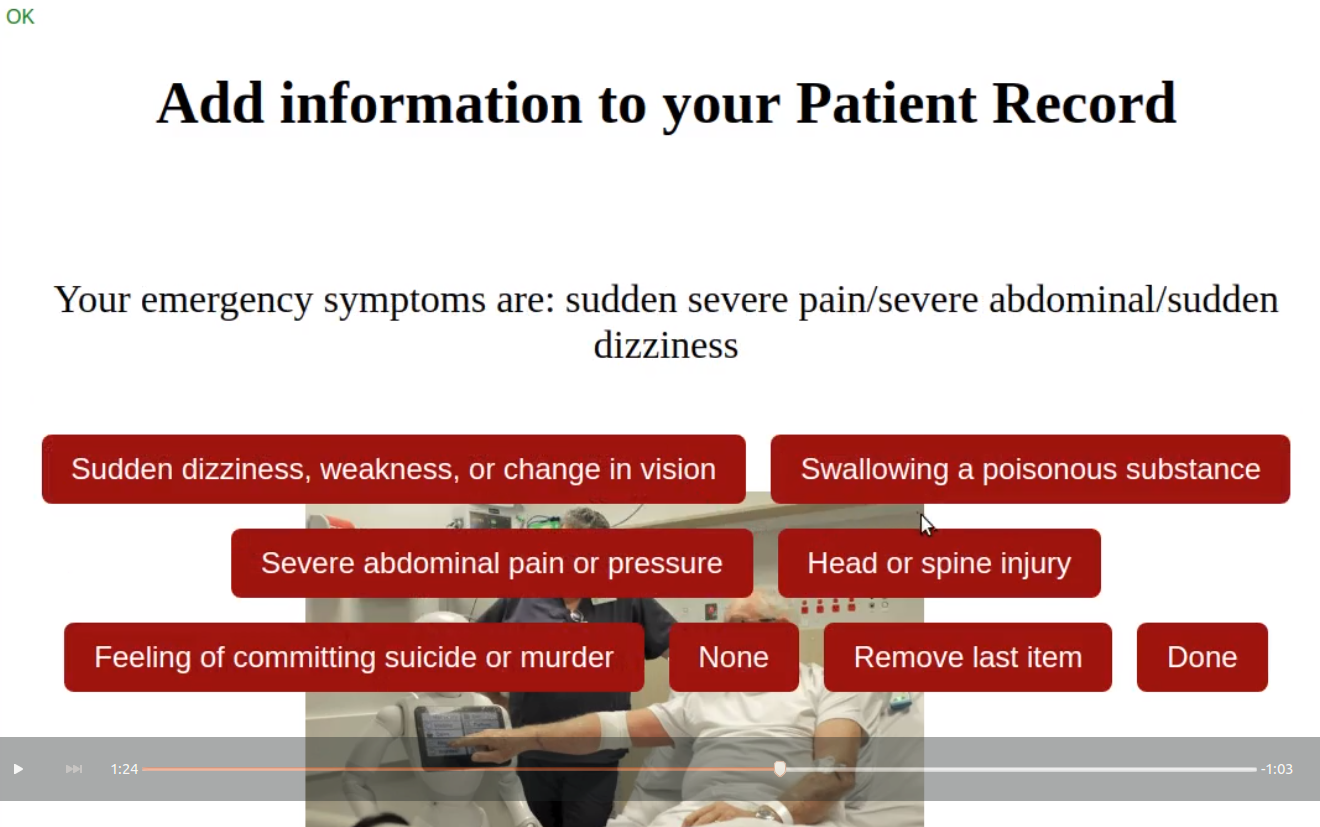 OK
Add information to your Patient Record
Your emergency symptoms are: sudden severe pain/severe abdominal/sudden
dizziness
Sudden dizziness, weakness, or change in vision
Swallowing a poisonous substance
Severe abdominal pain or pressure
Head or spine injury
Feeling of committing suicide or murder
None
Remove last item
Done
1:24
-1:03